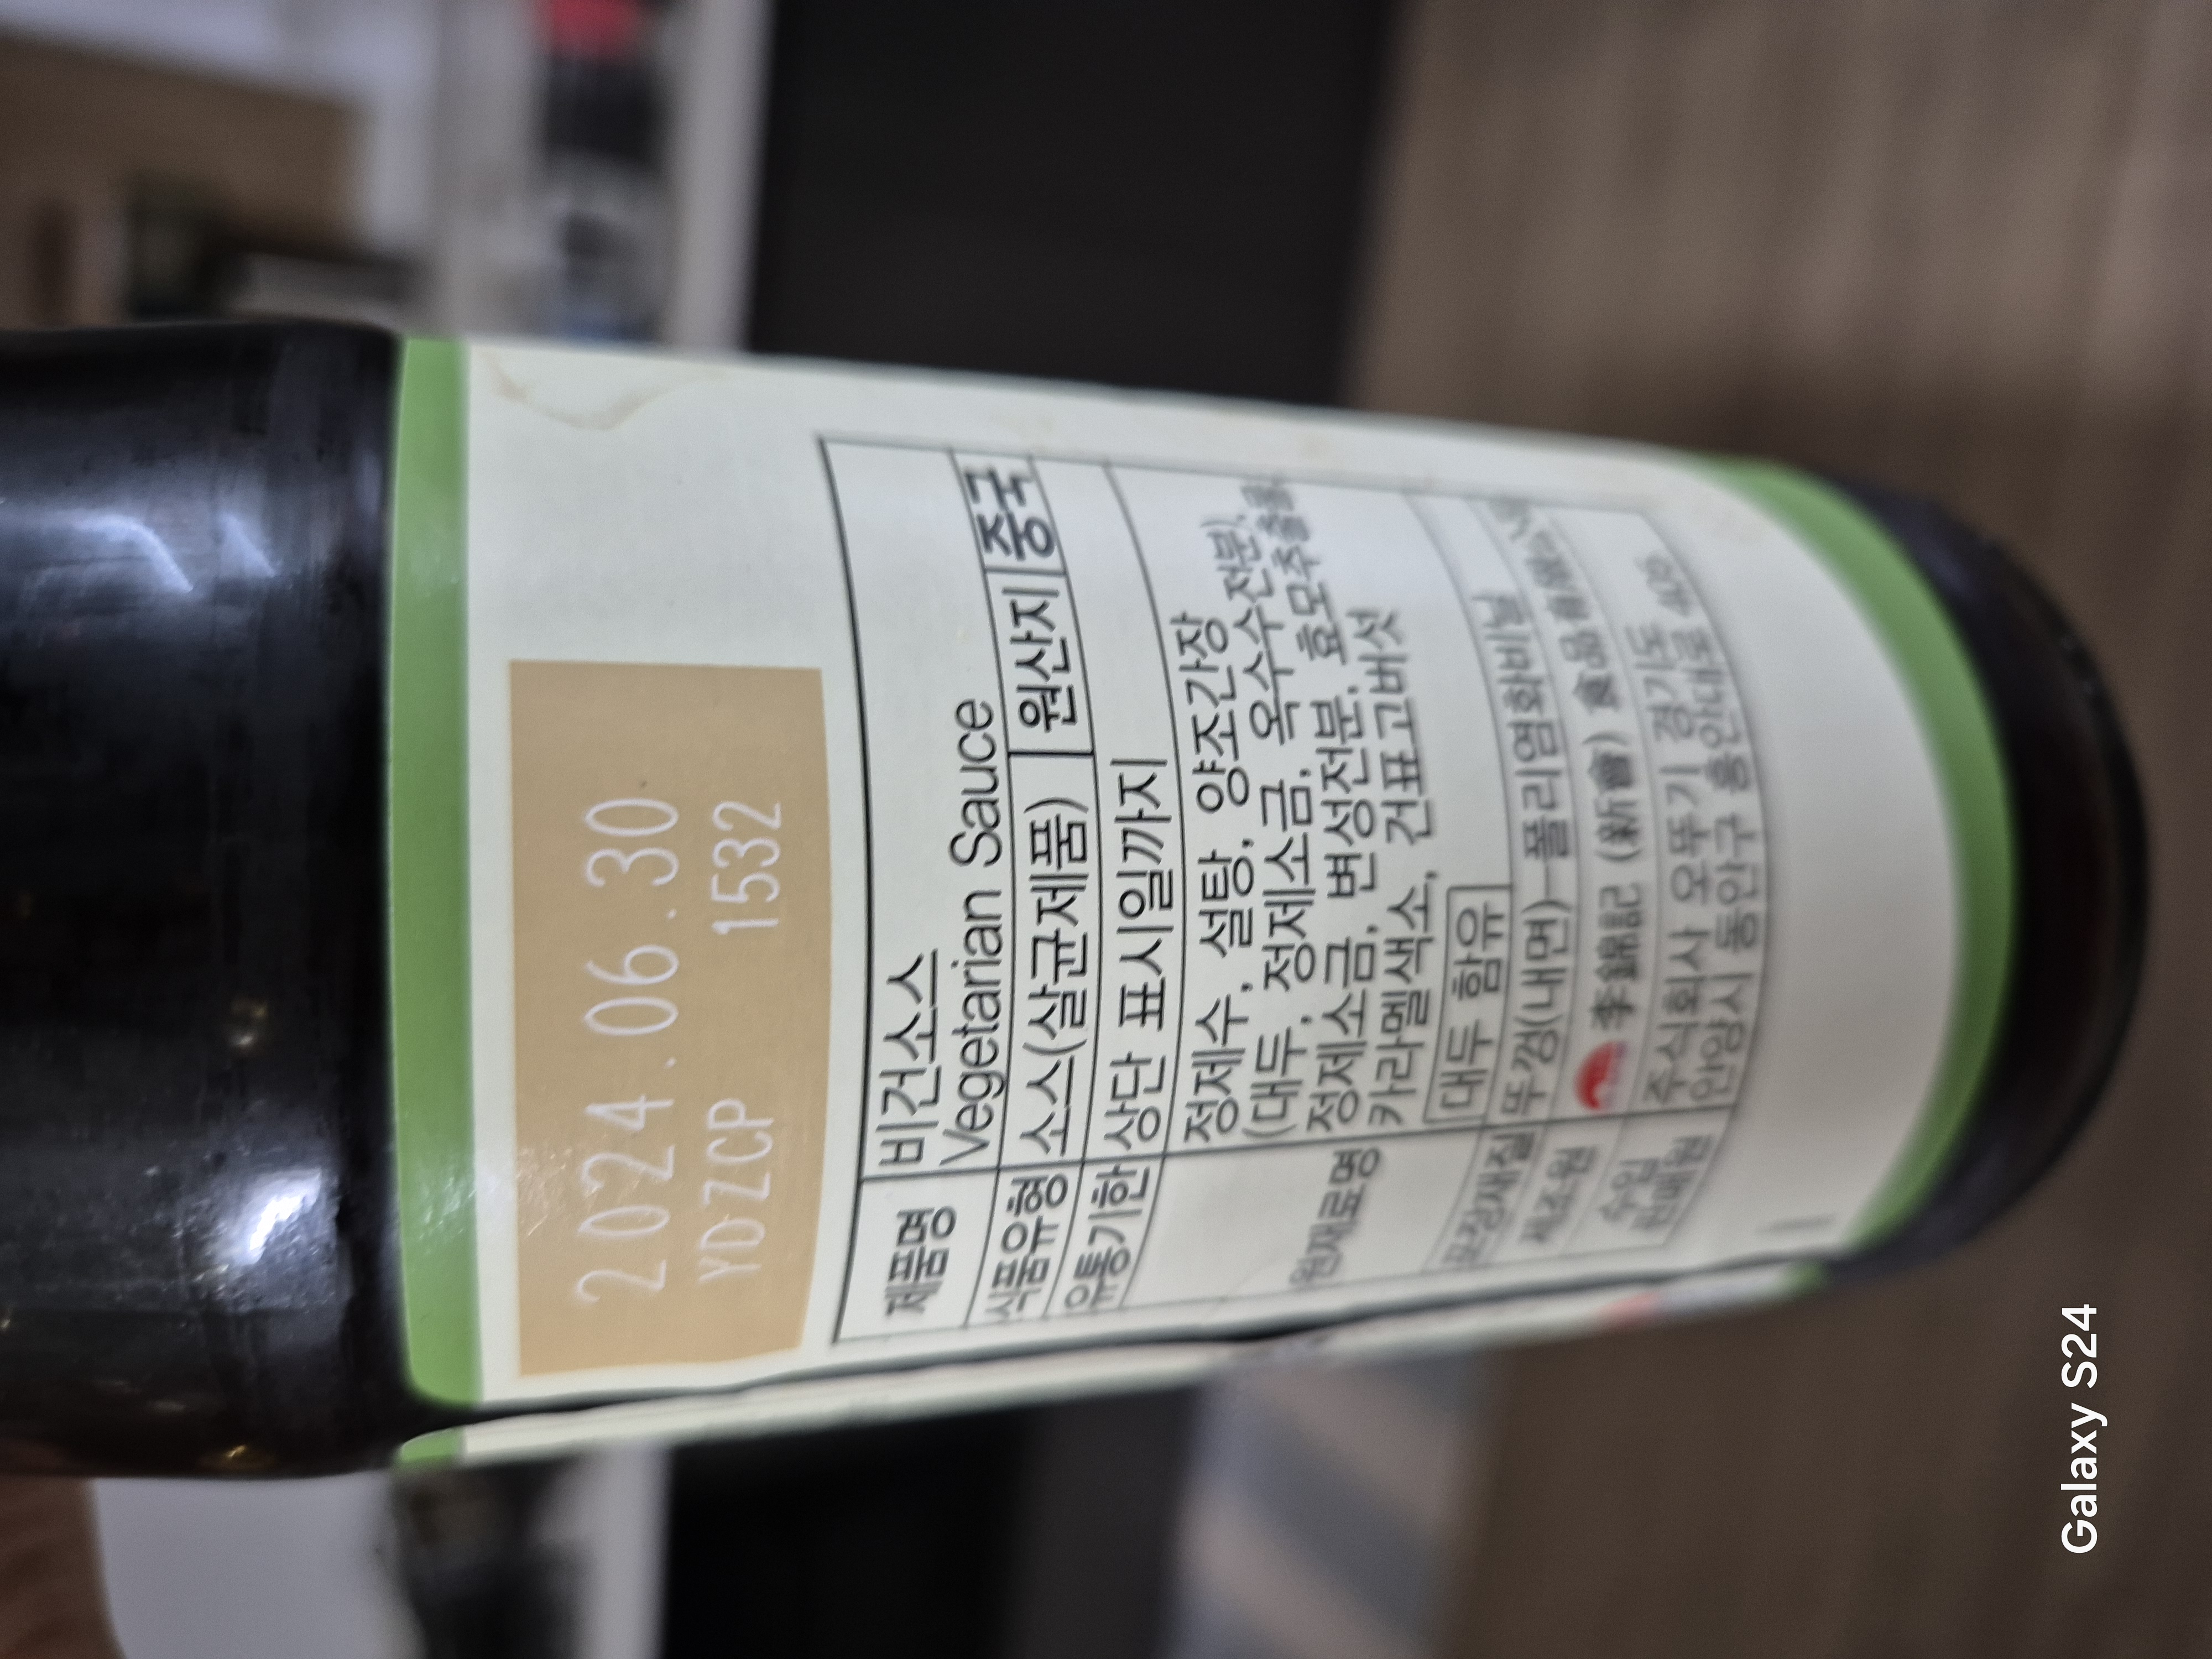 2024.06.30
YDZCP 1532
제품명 비건소스
Vegetarian Sauce
식품유형 소스(살균제품) 원산지 중국
유통기한 상단 표시일까지
원재료명 정제수, 설탕, 양조간장
(대두, 정제소금, 옥수수전분),
정제소금, 변성전분, 효모추출물,
카라멜색소, 건표고버섯
대두 함유
포장재질 뚜껑(내면)-폴리염화비닐
제조원 李錦記 (新會) 食品有限公司
수입 판매원 주식회사 오뚜기 경기도
안양시 동안구 흥안대로 405
Galaxy S24